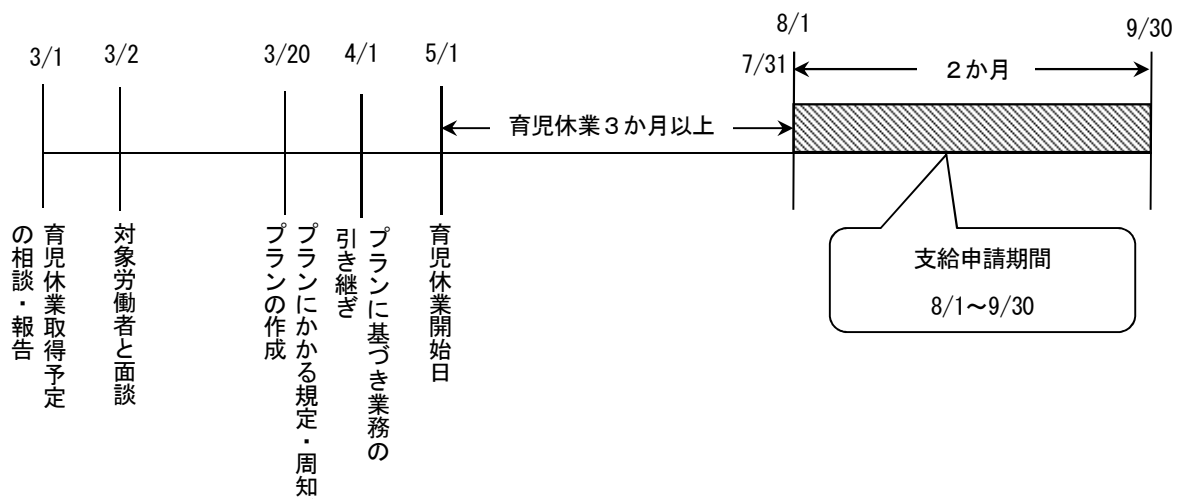 8/1
3/1
3/2
3/20
4/1
5/1
7/31
9/30
2か月
育児休業3か月以上
育児休業取得予定
の相談・報告
対象労働者と面談
プランにかかる規定・周知
プランの作成
プランに基づき業務の
引き継ぎ
育児休業開始日
支給申請期間
8/1~9/30